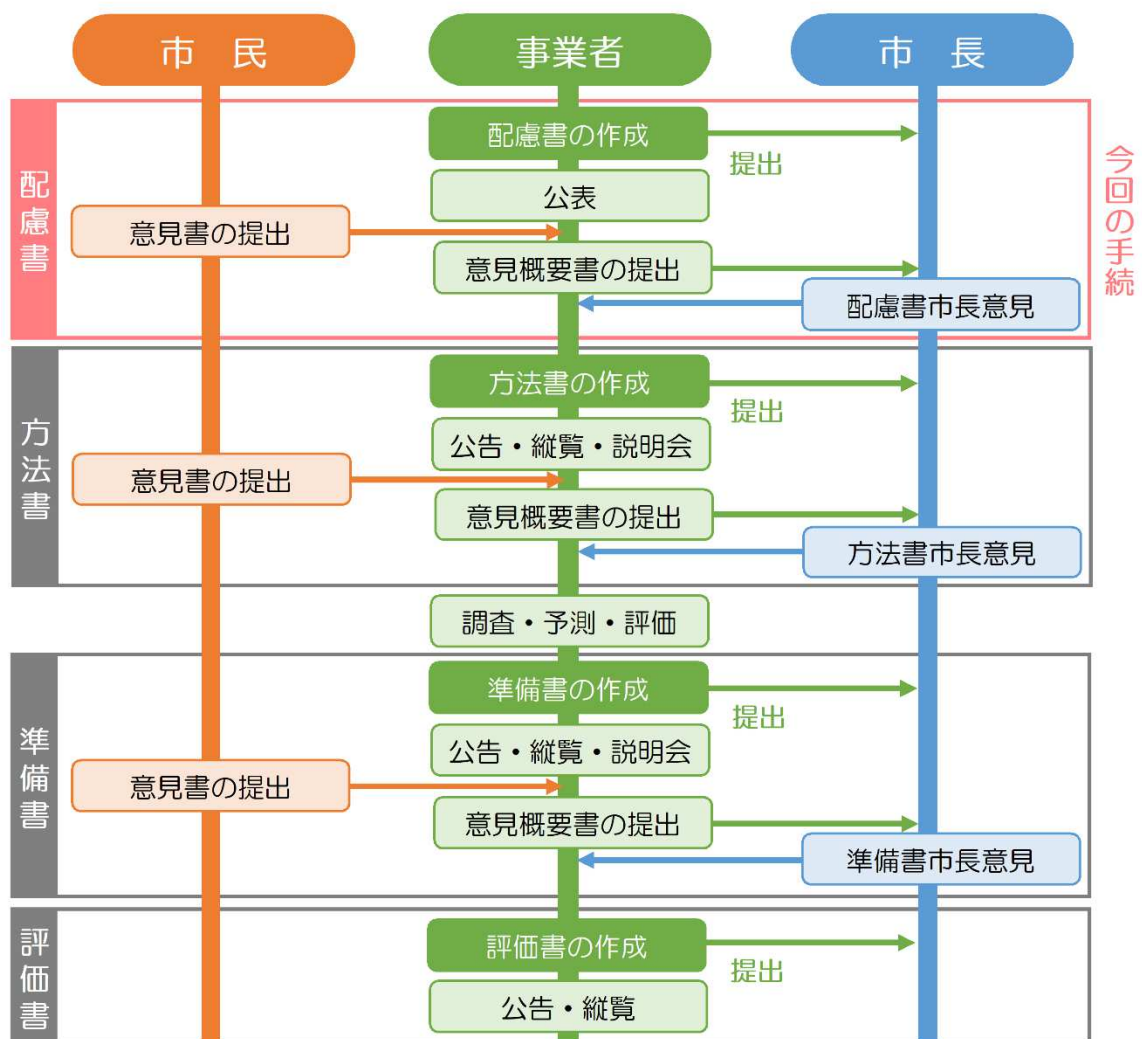 市 民
事業者
市 長
配慮書
今回の手続
配慮書の作成
提出
公表
意見書の提出
意見概要書の提出
配慮書市長意見
方法書
方法書の作成
提出
公告・縦覧・説明会
意見書の提出
意見概要書の提出
方法書市長意見
調査・予測・評価
準備書
準備書の作成
提出
公告・縦覧・説明会
意見書の提出
意見概要書の提出
準備書市長意見
評価書
評価書の作成
提出
公告・縦覧